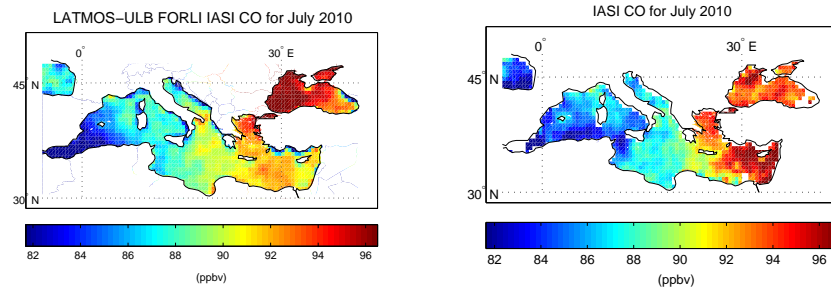 LATMOS−ULB FORLI IASI CO for July 2010
0°
30° E
45° N
30° N
82 84 86 88 90 92 94 96
(ppbv)
IASI CO for July 2010
0°
30° E
45° N
30° N
82 84 86 88 90 92 94 96
(ppbv)